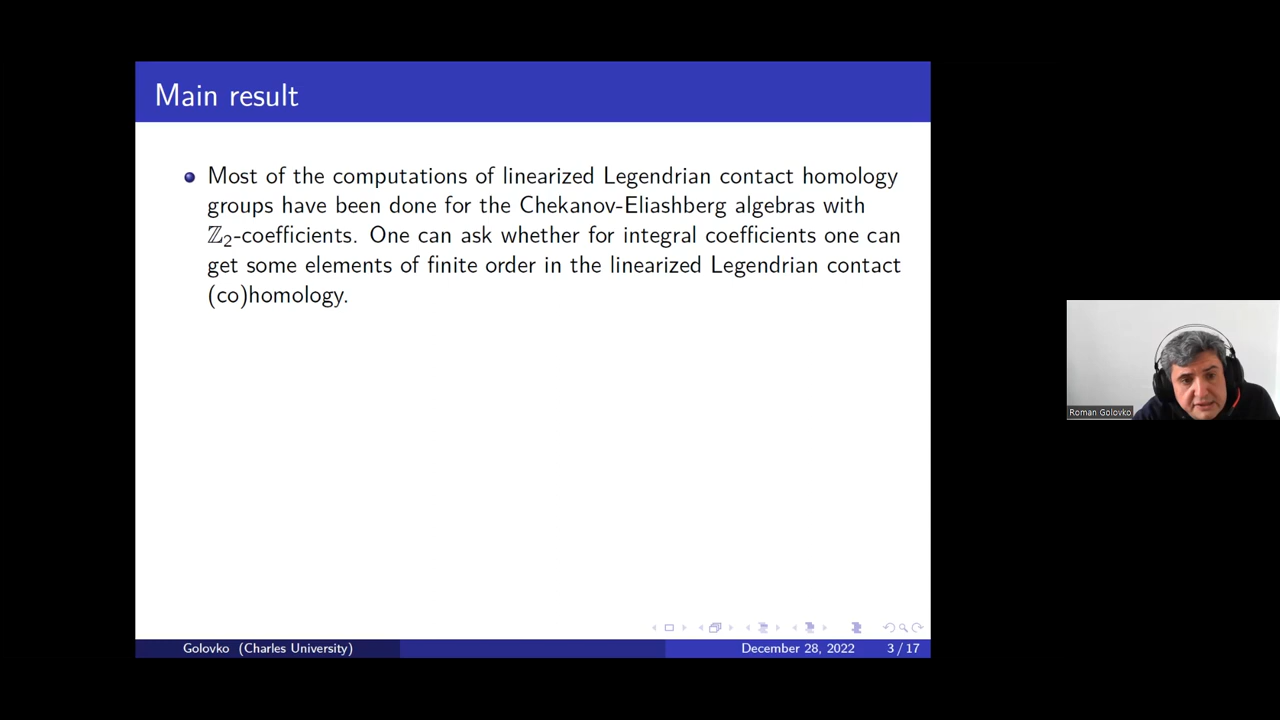 Main result
Most of the computations of linearized Legendrian contact homology
groups have been done for the Chekanov-Eliashberg algebras with
ℤ₂-coefficients. One can ask whether for integral coefficients one can
get some elements of finite order in the linearized Legendrian contact
(co)homology.
Roman Golovko
Golovko (Charles University)
December 28, 2022
3 / 17